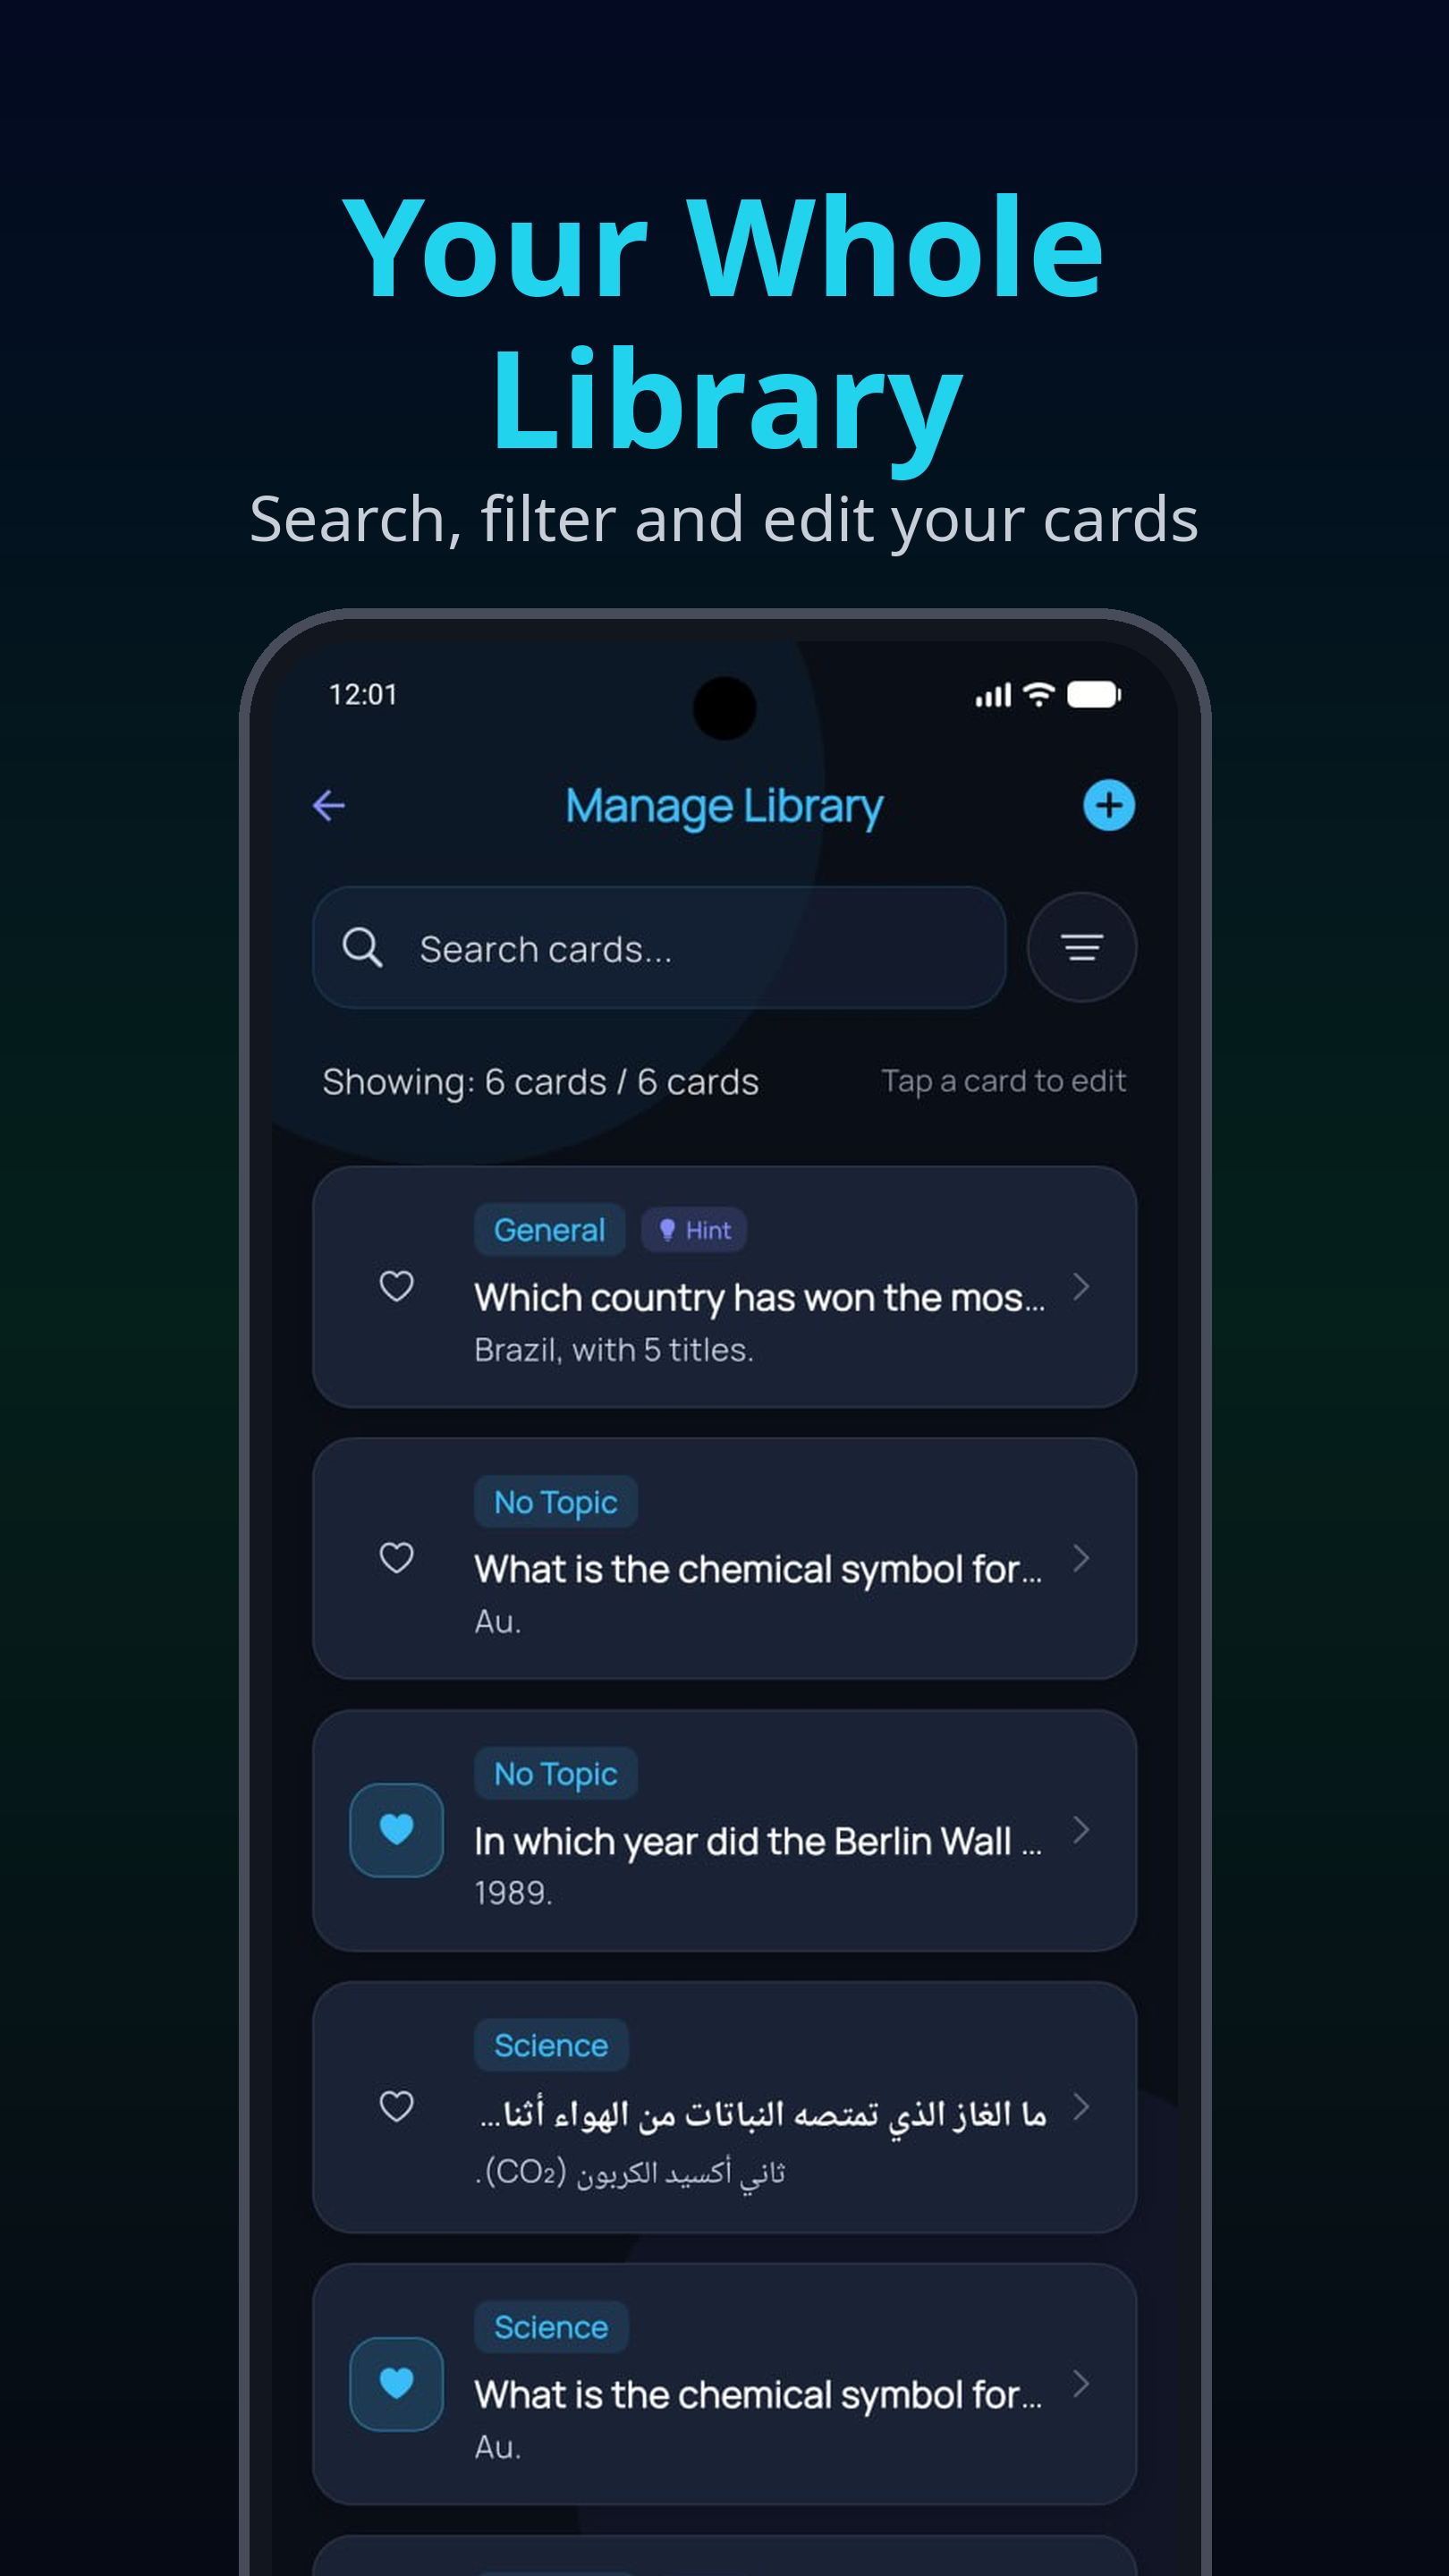 Your Whole
Library
Search, filter and edit your cards
12:01
Manage Library
Search cards...
Showing: 6 cards / 6 cards
Tap a card to edit
General
Hint
Which country has won the mos...
Brazil, with 5 titles.
No Topic
What is the chemical symbol for...
Au.
No Topic
In which year did the Berlin Wall ...
1989.
Science
ما الغاز الذي تمتصه النباتات من الهواء أثنا...
ثاني أكسيد الكربون (CO₂).
Science
What is the chemical symbol for...
Au.